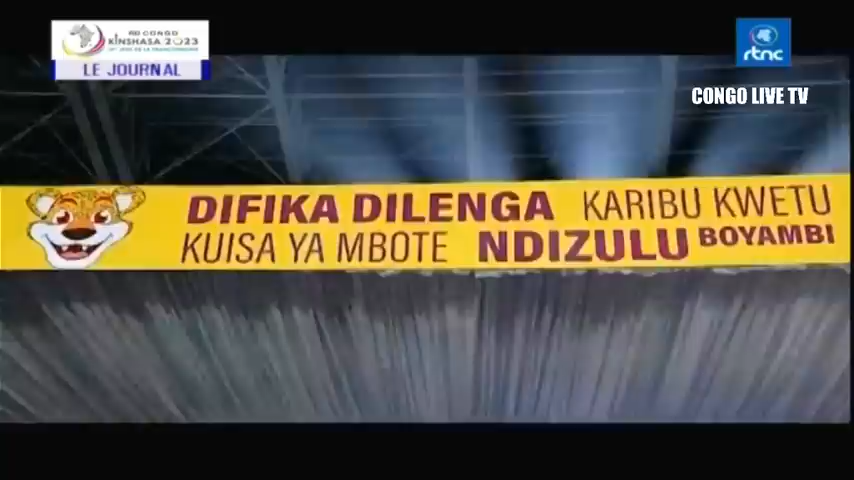 RD CONGO
KINSHASA 2023
LE JOURNAL
rtnc
CONGO LIVE TV
DIFIKA DILENGA KARIBU KWETU
KUISA YA MBOTE NDIZULU BOYAMBI